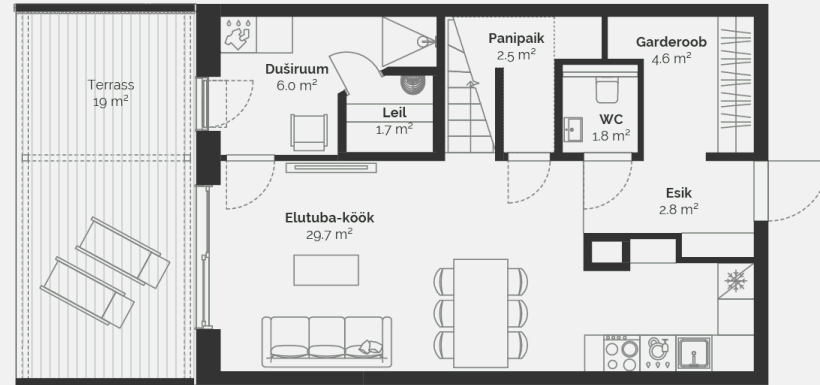 Terrass
19 m²
Duširuum
6.0 m²
Leil
1.7 m²
Panipaik
2.5 m²
Garderoob
4.6 m²
WC
1.8 m²
Esik
2.8 m²
Elutuba-köök
29.7 m²